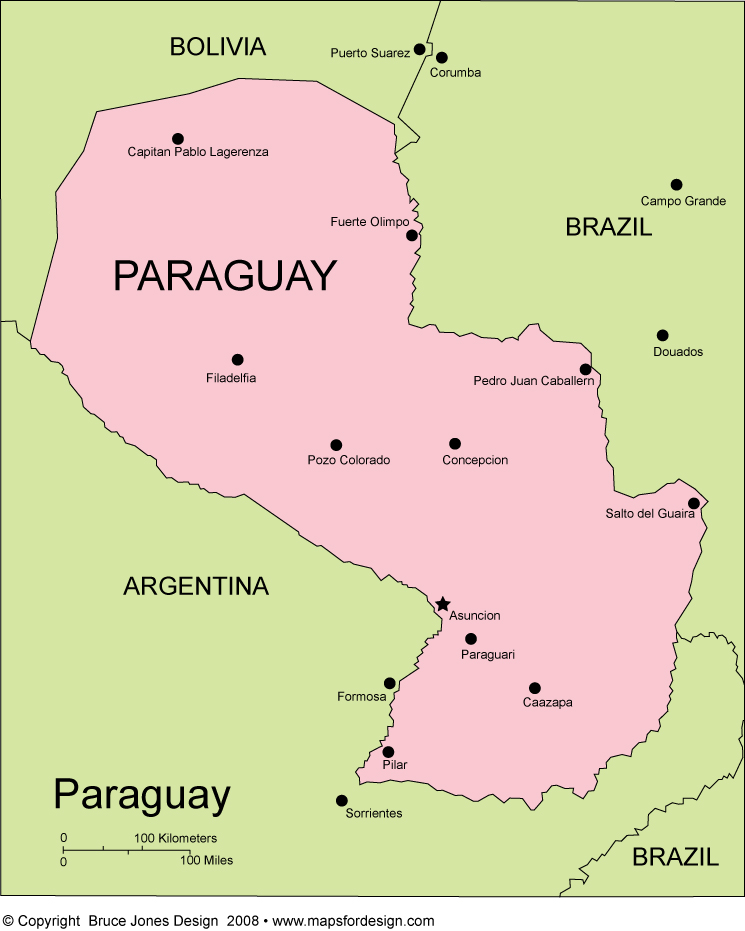 BOLIVIA
Puerto Suarez
Corumba
Capitan Pablo Lagerenza
Campo Grande
Fuerte Olimpo
BRAZIL
PARAGUAY
Douados
Filadelfia
Pedro Juan Caballern
Pozo Colorado
Concepcion
Salto del Guaira
ARGENTINA
Asuncion
Paraguari
Formosa
Caazapa
Pilar
Paraguay
Sorrientes
0 100 Kilometers
0 100 Miles
BRAZIL
© Copyright Bruce Jones Design 2008 • www.mapsfordesign.com